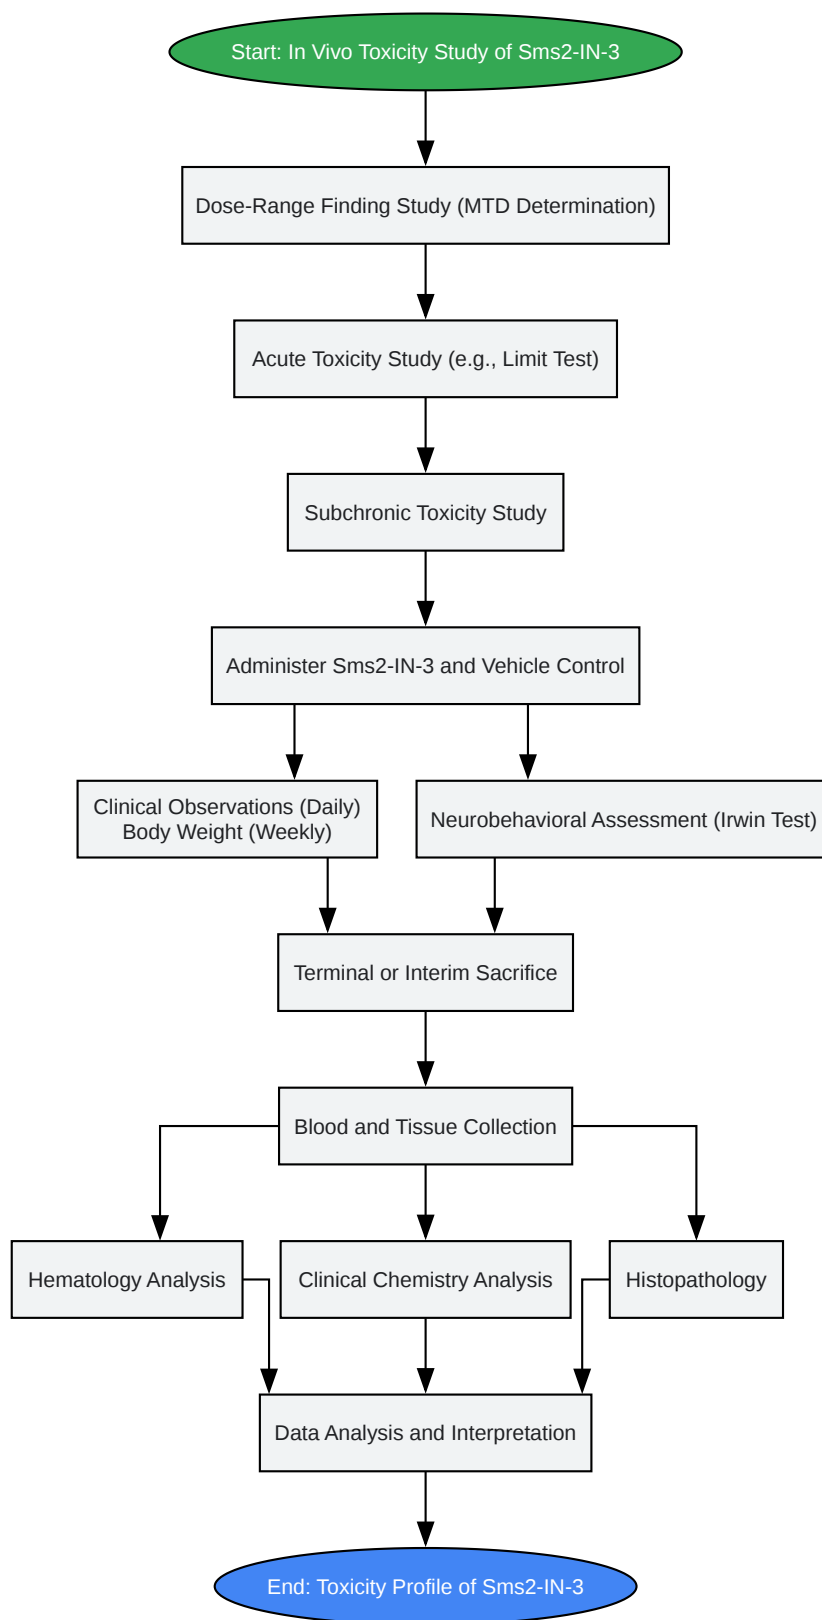 Start: In Vivo Toxicity Study of Sms2-IN-3
Dose-Range Finding Study (MTD Determination)
Acute Toxicity Study (e.g., Limit Test)
Subchronic Toxicity Study
Administer Sms2-IN-3 and Vehicle Control
Clinical Observations (Daily)
Body Weight (Weekly)
Neurobehavioral Assessment (Irwin Test)
Terminal or Interim Sacrifice
Blood and Tissue Collection
Hematology Analysis
Clinical Chemistry Analysis
Histopathology
Data Analysis and Interpretation
End: Toxicity Profile of Sms2-IN-3